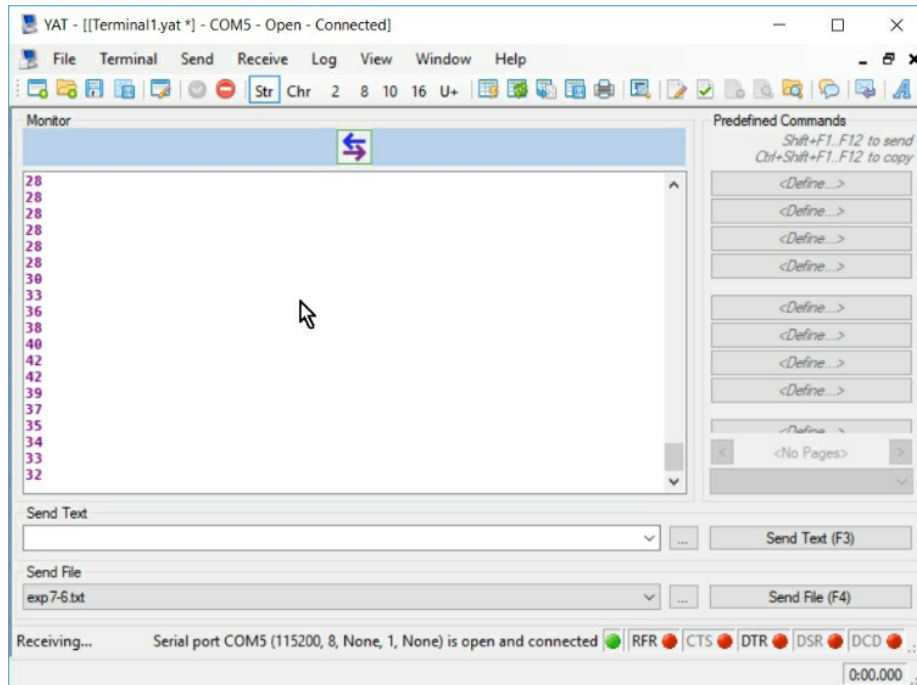 YAT - [[Terminal1.yat *] - COM5 - Open - Connected]
File Terminal Send Receive Log View Window Help
Str Chr 2 8 10 16 U+
Monitor
28
28
28
28
28
28
30
33
36
38
40
42
42
39
37
35
34
33
32
Predefined Commands
Shift+F1..F12 to send
Ctrl+Shift+F1..F12 to copy
<Define...>
<Define...>
<Define...>
<Define...>
<Define...>
<Define...>
<Define...>
<Define...>
<Define...>
< <No Pages> >
Send Text
... Send Text (F3)
Send File
exp7-6.txt ... Send File (F4)
Receiving... Serial port COM5 (115200, 8, None, 1, None) is open and connected RFR CTS DTR DSR DCD
0:00.000